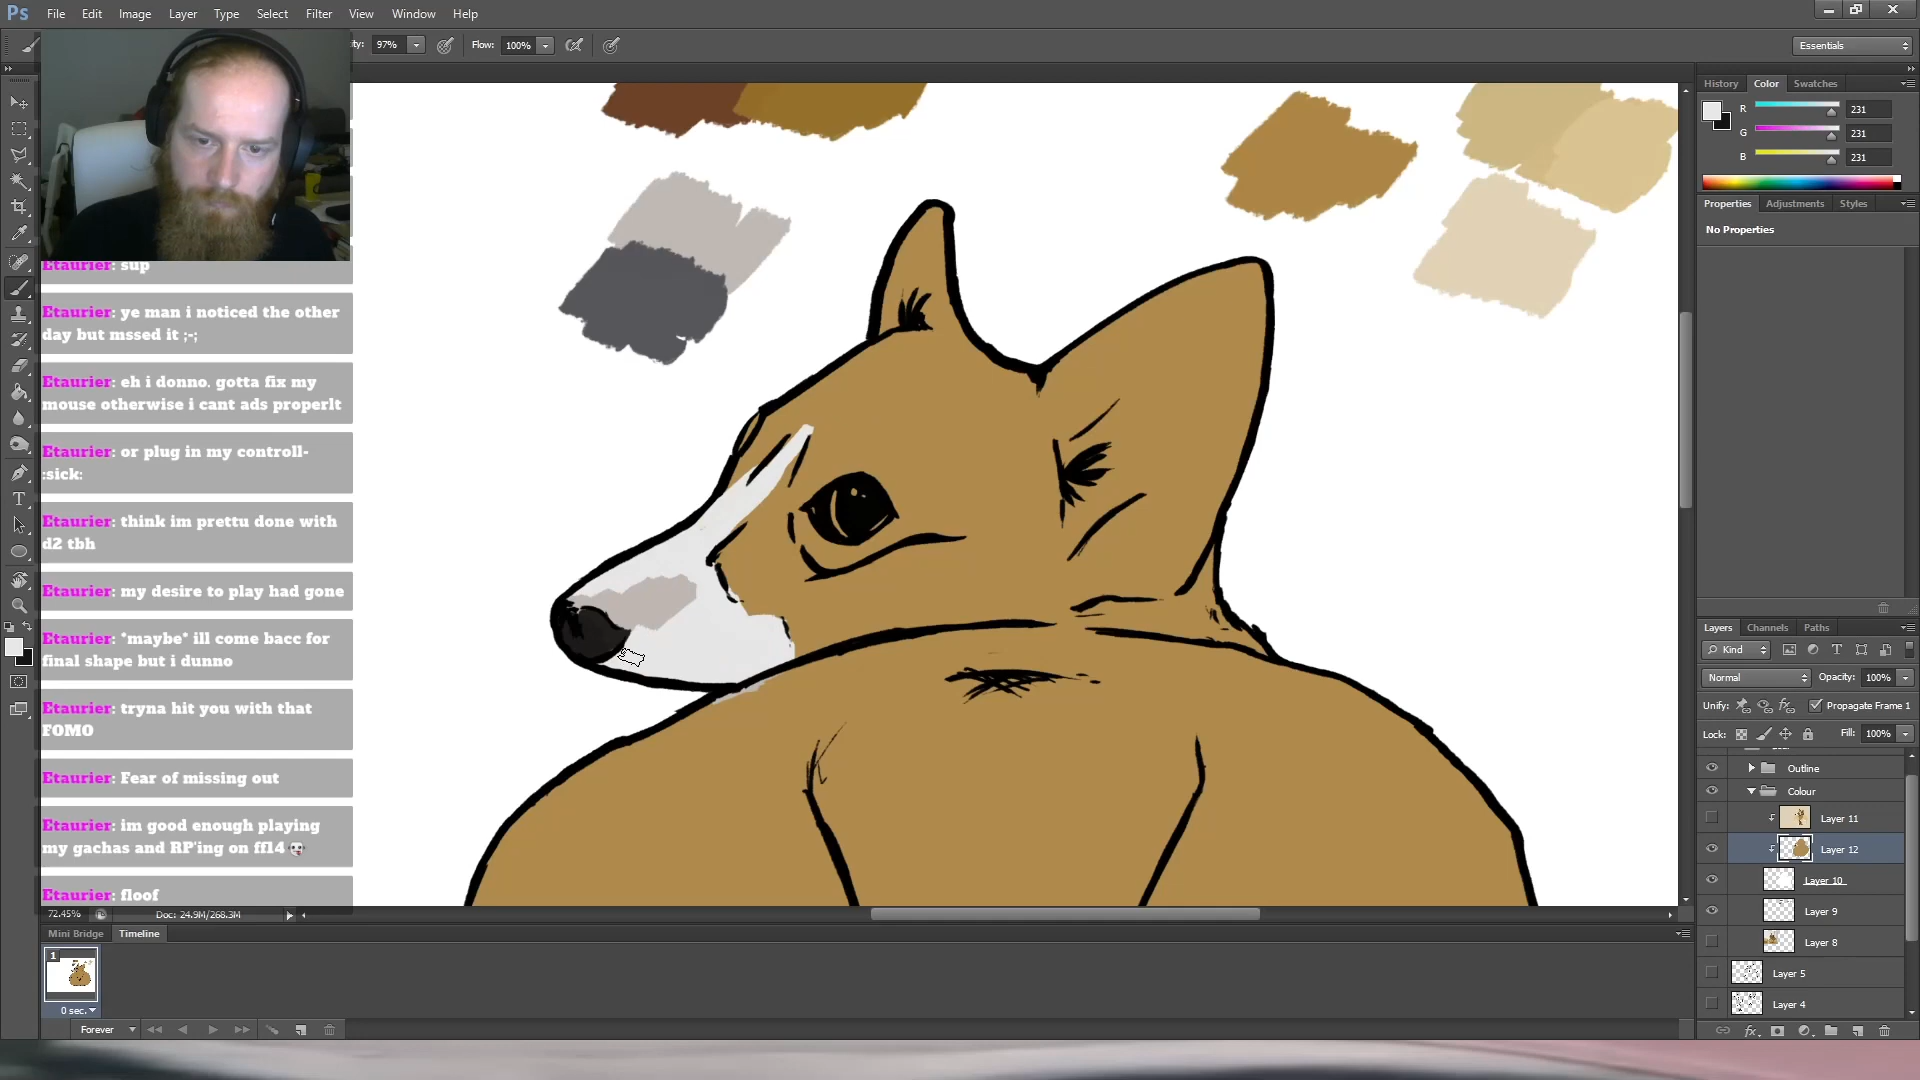 Ps File Edit Image Layer Type Select Filter 3D View Window Help
ity: 97% Flow: 100% Essentials
History Color Swatches
R 231
G 231
B 231
Properties Adjustments Styles
No Properties
Etaurier: sup
Etaurier: ye man i noticed the other
day but mssed it ;-;
Etaurier: eh i donno. gotta fix my
mouse otherwise i cant ads properlt
Etaurier: or plug in my controll-
:sick:
Etaurier: think im prettu done with
d2 tbh
Etaurier: my desire to play had gone
Etaurier: *maybe* ill come bacc for
final shape but i dunno
Etaurier: tryna hit you with that
FOMO
Etaurier: Fear of missing out
Etaurier: im good enough playing
my gachas and RP'ing on ff14
Etaurier: floof
72.45% Doc: 24.9M/268.3M
Mini Bridge Timeline
1
0 sec.
Forever
Layers Channels Paths
Kind
Normal Opacity: 100%
Unify: Propagate Frame 1
Lock: Fill: 100%
Outline
Colour
Layer 11
Layer 12
Layer 10
Layer 9
Layer 8
Layer 5
Layer 4